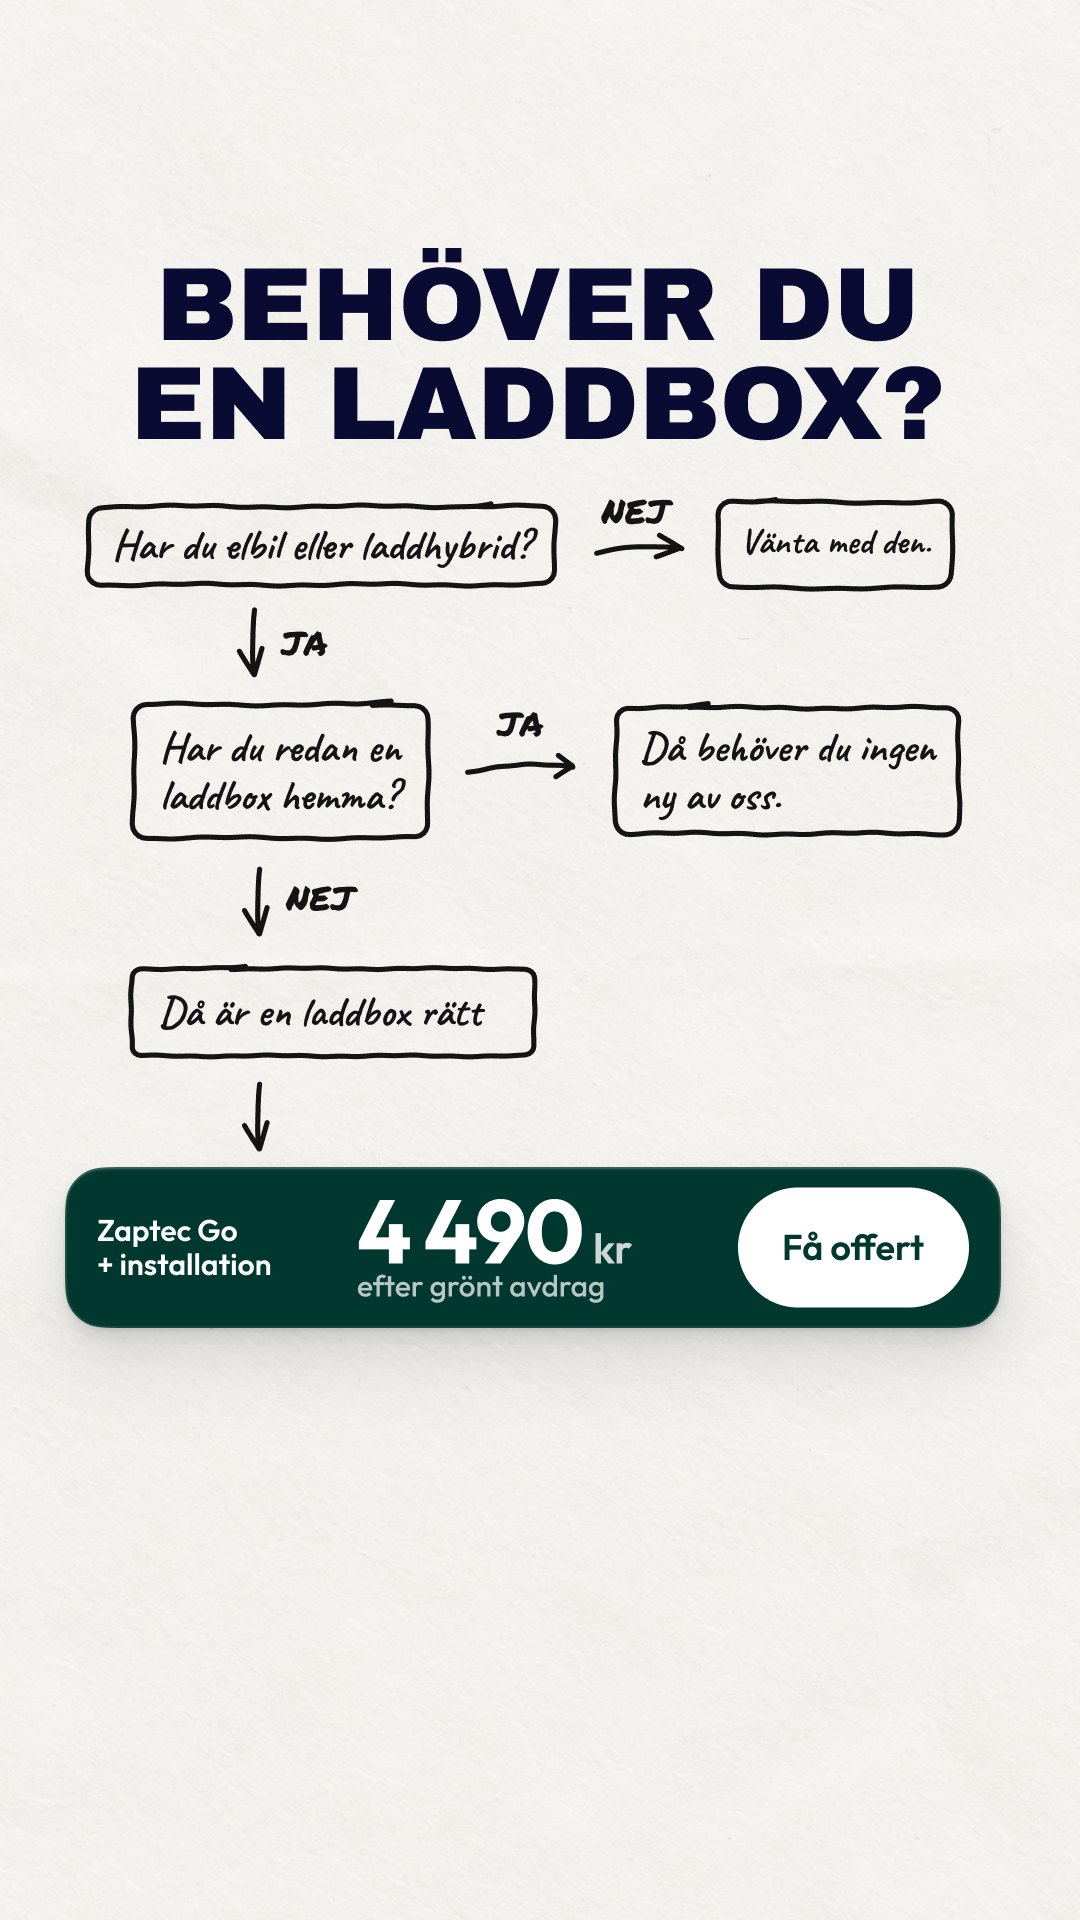 BEHÖVER DU
EN LADDBOX?
Har du elbil eller laddhybrid?
NEJ
Vänta med den.
JA
Har du redan en
laddbox hemma?
JA
Då behöver du ingen
ny av oss.
NEJ
Då är en laddbox rätt
Zaptec Go
+ installation
4 490 kr
efter grönt avdrag
Få offert